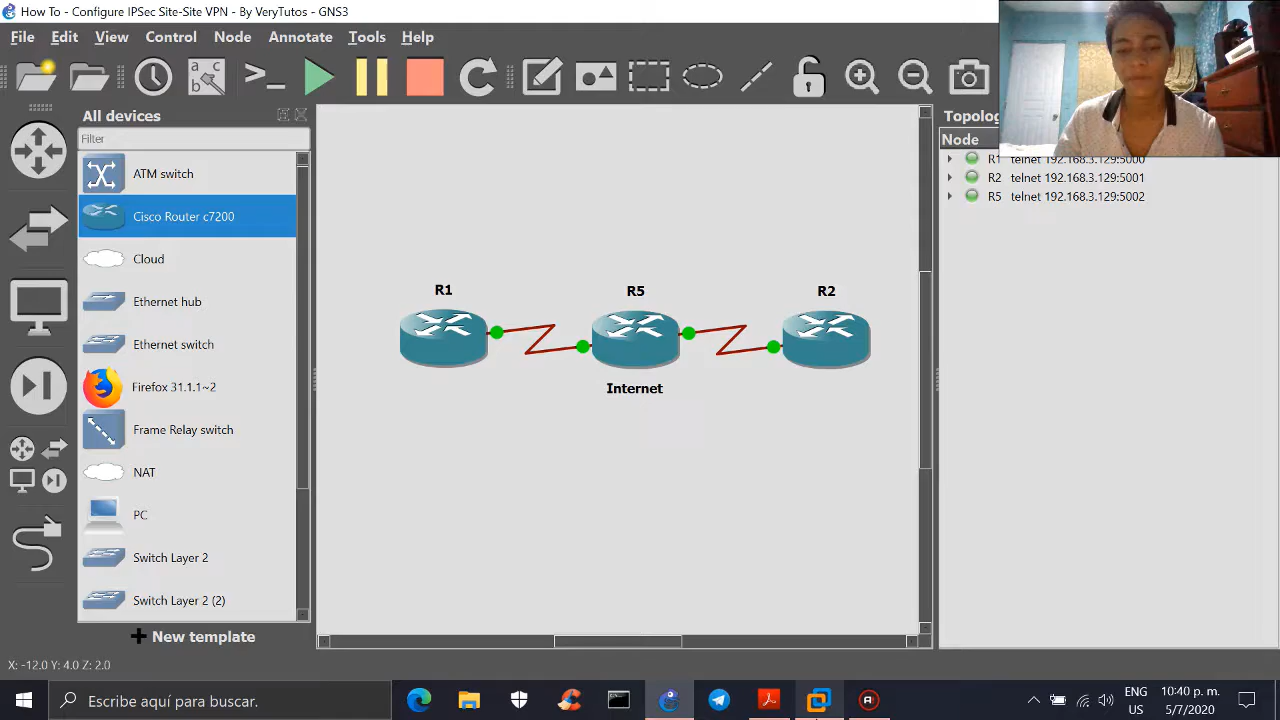 How To - Configure IPSec Site-Site VPN - By VeryTutos - GNS3
File Edit View Control Node Annotate Tools Help
All devices
Filter
ATM switch
Cisco Router c7200
Cloud
Ethernet hub
Ethernet switch
Firefox 31.1.1~2
Frame Relay switch
NAT
PC
Switch Layer 2
Switch Layer 2 (2)
New template
R1
R5
R2
Internet
Topolo
Node
R1 telnet 192.168.3.129:5000
R2 telnet 192.168.3.129:5001
R5 telnet 192.168.3.129:5002
X: -12.0 Y: 4.0 Z: 2.0
Escribe aquí para buscar.
ENG
US
10:40 p. m.
5/7/2020